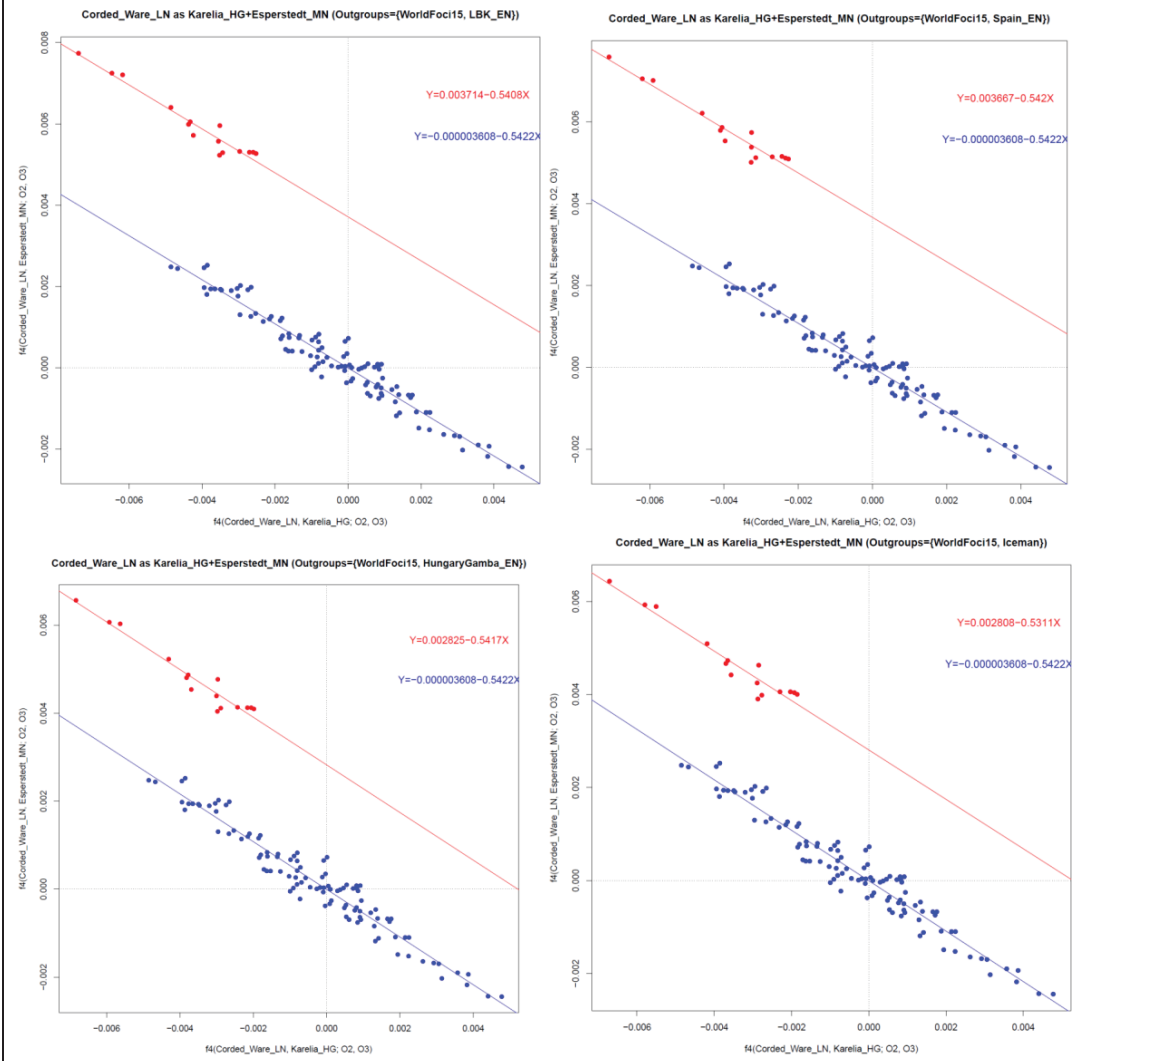 Corded_Ware_LN as Karelia_HG+Esperstedt_MN (Outgroups={WorldFoci15, LBK_EN})
f4(Corded_Ware_LN, Esperstedt_MN; O2, O3)
0.008
0.006
0.004
0.002
0.000
−0.002
Y=0.003714−0.5408X
Y=−0.000003608−0.5422X
−0.006
−0.004
−0.002
0.000
0.002
0.004
f4(Corded_Ware_LN, Karelia_HG; O2, O3)
Corded_Ware_LN as Karelia_HG+Esperstedt_MN (Outgroups={WorldFoci15, Spain_EN})
f4(Corded_Ware_LN, Esperstedt_MN; O2, O3)
0.006
0.004
0.002
0.000
−0.002
Y=0.003667−0.542X
Y=−0.000003608−0.5422X
−0.006
−0.004
−0.002
0.000
0.002
0.004
f4(Corded_Ware_LN, Karelia_HG; O2, O3)
Corded_Ware_LN as Karelia_HG+Esperstedt_MN (Outgroups={WorldFoci15, HungaryGamba_EN})
f4(Corded_Ware_LN, Esperstedt_MN; O2, O3)
0.006
0.004
0.002
0.000
−0.002
Y=0.002825−0.5417X
Y=−0.000003608−0.5422X
−0.006
−0.004
−0.002
0.000
0.002
0.004
f4(Corded_Ware_LN, Karelia_HG; O2, O3)
Corded_Ware_LN as Karelia_HG+Esperstedt_MN (Outgroups={WorldFoci15, Iceman})
f4(Corded_Ware_LN, Esperstedt_MN; O2, O3)
0.006
0.004
0.002
0.000
−0.002
Y=0.002808−0.5311X
Y=−0.000003608−0.5422X
−0.006
−0.004
−0.002
0.000
0.002
0.004
f4(Corded_Ware_LN, Karelia_HG; O2, O3)